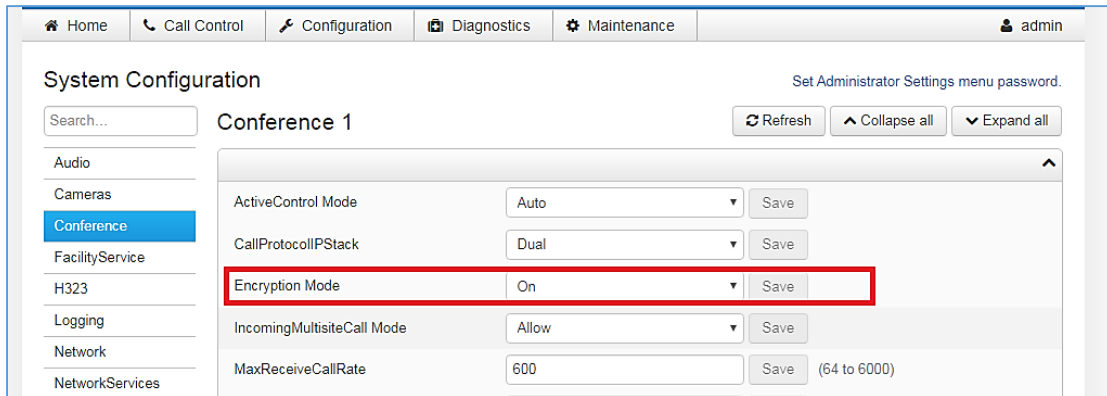 Home Call Control Configuration Diagnostics Maintenance admin
System Configuration
Set Administrator Settings menu password.
Search...
Conference 1
Refresh Collapse all Expand all
Audio
Cameras
Conference
FacilityService
H323
Logging
Network
NetworkServices
ActiveControl Mode Auto Save
CallProtocolIPStack Dual Save
Encryption Mode On Save
IncomingMultisiteCall Mode Allow Save
MaxReceiveCallRate 600 Save (64 to 6000)